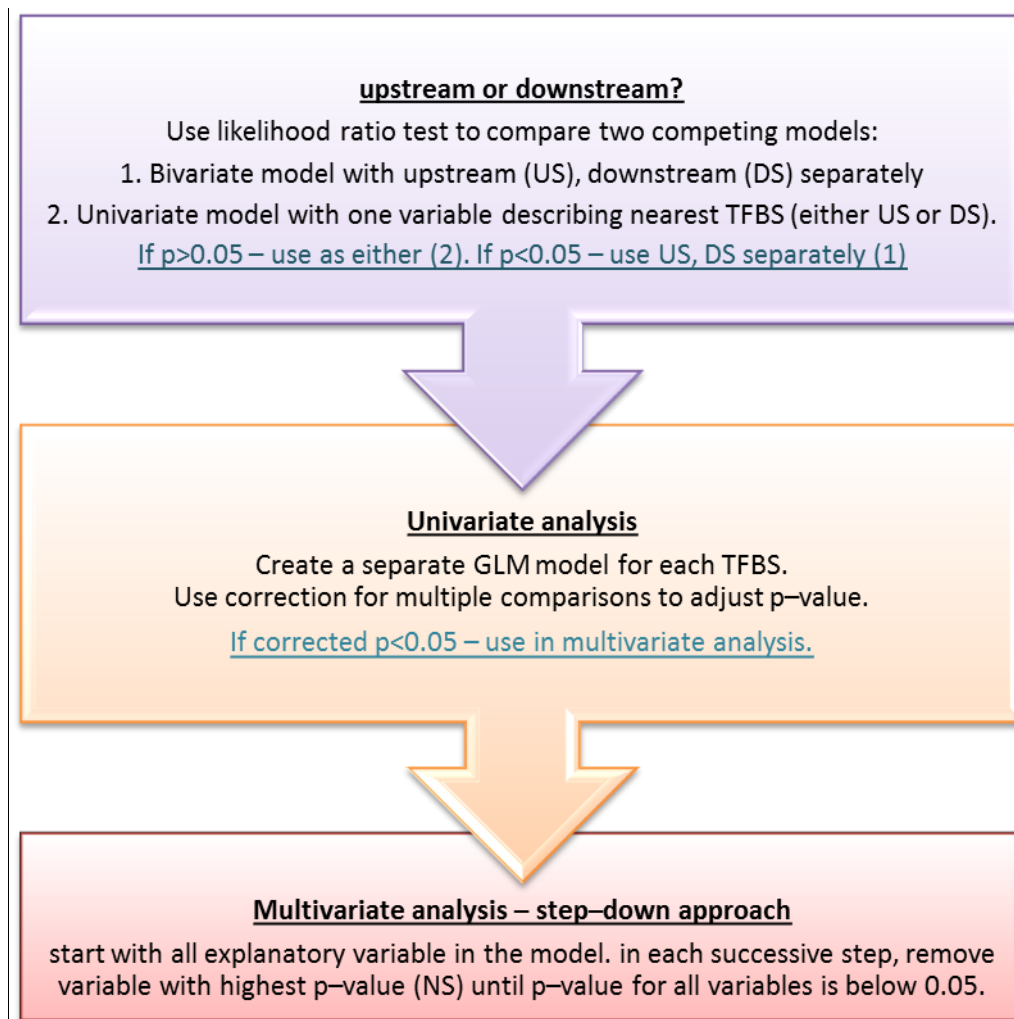 upstream or downstream?
Use likelihood ratio test to compare two competing models:
1. Bivariate model with upstream (US), downstream (DS) separately
2. Univariate model with one variable describing nearest TFBS (either US or DS).
If p>0.05 – use as either (2). If p<0.05 – use US, DS separately (1)
Univariate analysis
Create a separate GLM model for each TFBS.
Use correction for multiple comparisons to adjust p–value.
If corrected p<0.05 – use in multivariate analysis.
Multivariate analysis – step–down approach
start with all explanatory variable in the model. in each successive step, remove
variable with highest p–value (NS) until p–value for all variables is below 0.05.